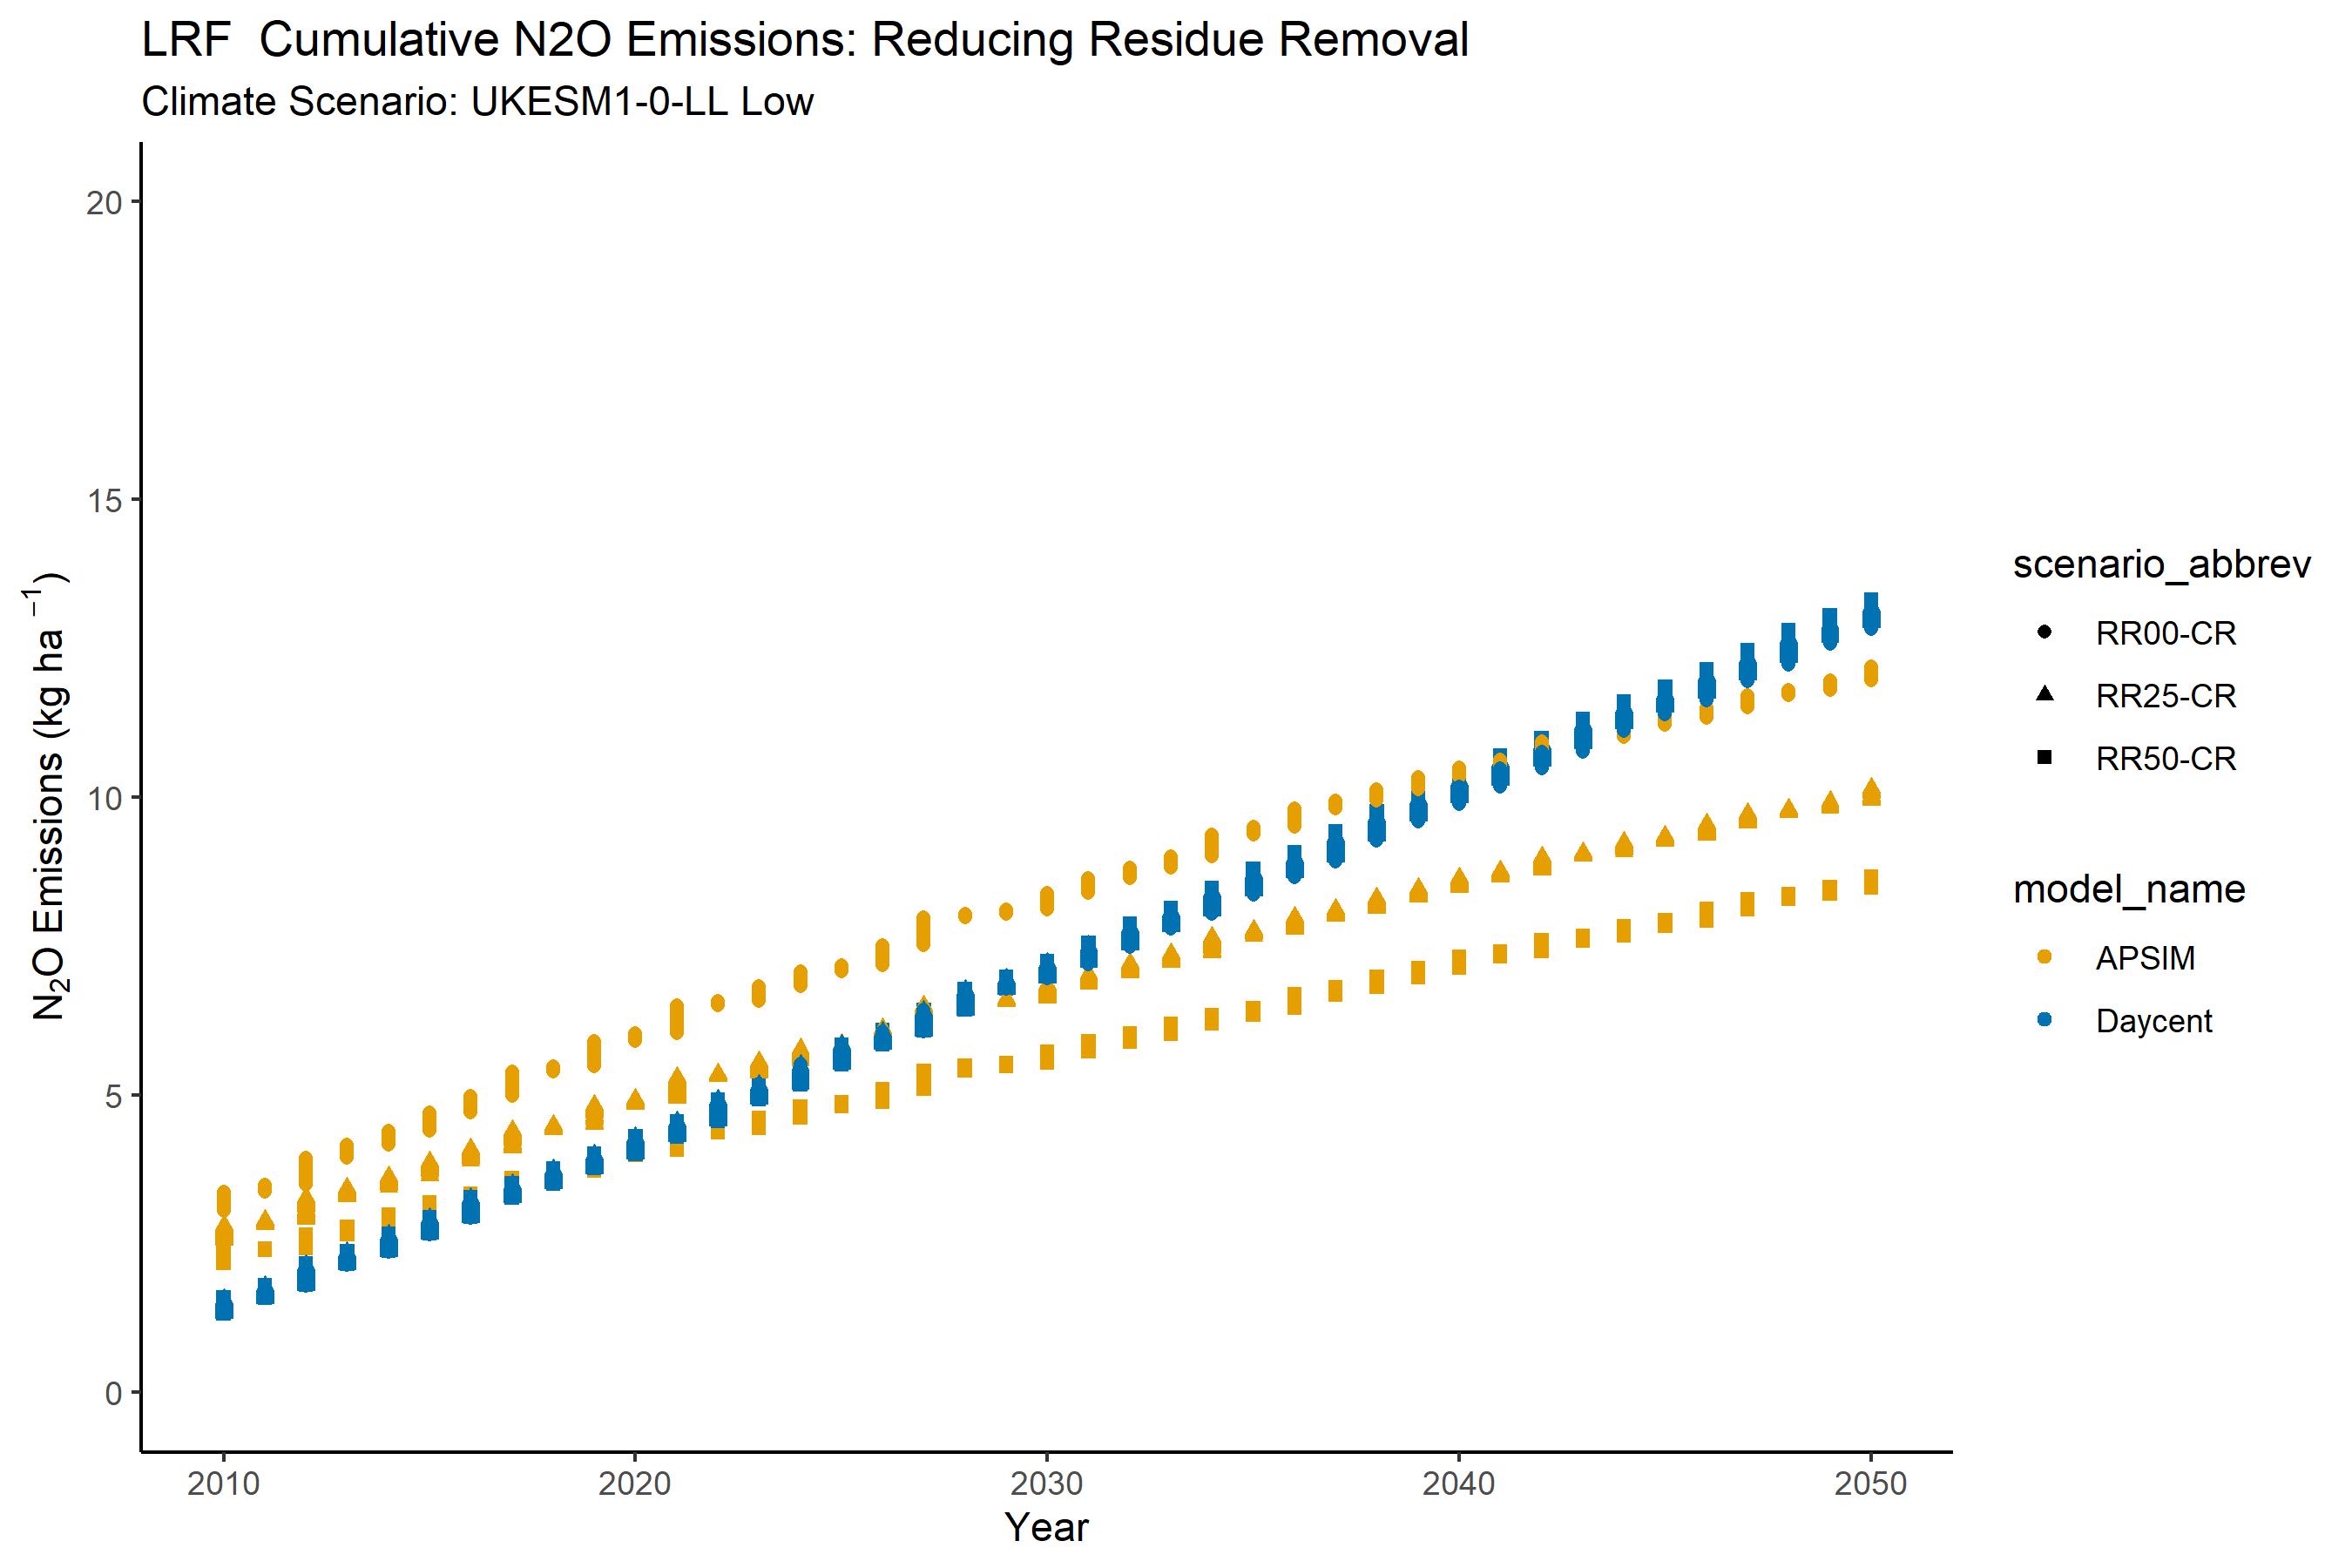 LRF  Cumulative N2O Emissions: Reducing Residue Removal
Climate Scenario: UKESM1-0-LL Low
N₂O Emissions (kg ha ⁻¹)
20
15
10
5
0
2010 2020 2030 2040 2050
Year
scenario_abbrev
RR00-CR
RR25-CR
RR50-CR
model_name
APSIM
Daycent